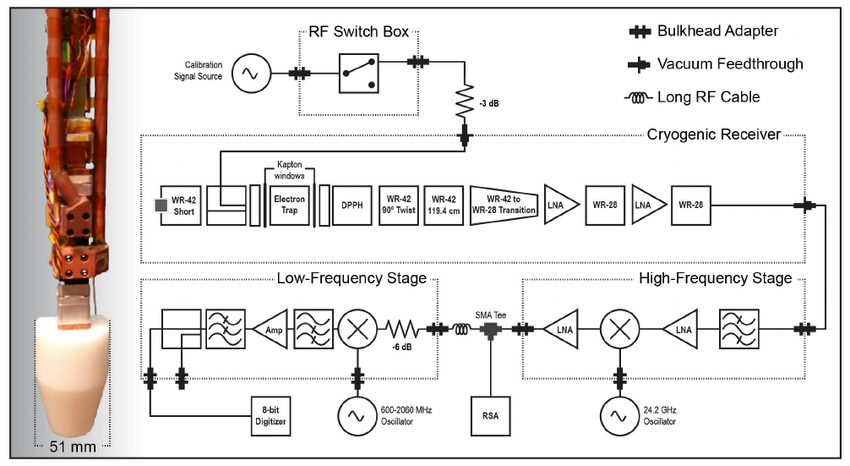 RF Switch Box
Bulkhead Adapter
Vacuum Feedthrough
Long RF Cable
Calibration
Signal Source
-3 dB
Cryogenic Receiver
Kapton
windows
WR-42
Short
Electron
Trap
DPPH
WR-42
90º Twist
WR-42
119.4 cm
WR-42 to
WR-28 Transition
LNA
WR-28
LNA
WR-28
Low-Frequency Stage
High-Frequency Stage
Amp
-6 dB
SMA Tee
LNA
LNA
8-bit
Digitizer
600-2060 MHz
Oscillator
RSA
24.2 GHz
Oscillator
51 mm